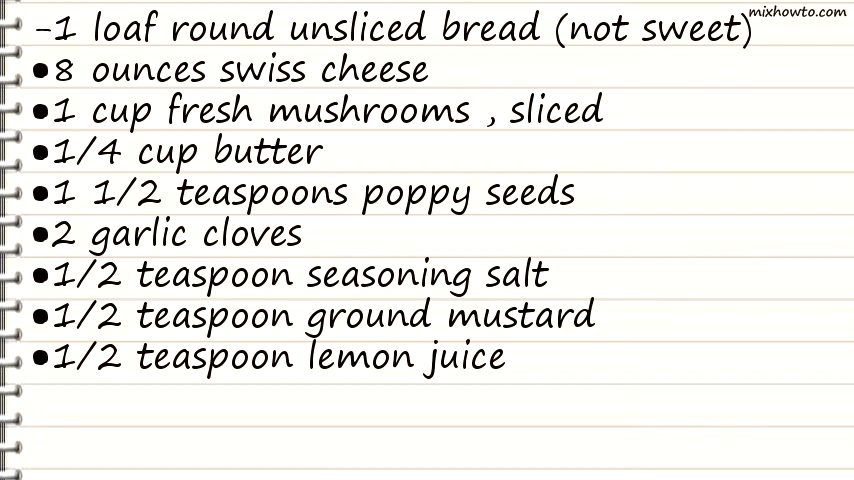 mixhowto.com
-1 loaf round unsliced bread (not sweet)
•8 ounces swiss cheese
•1 cup fresh mushrooms , sliced
•1/4 cup butter
•1 1/2 teaspoons poppy seeds
•2 garlic cloves
•1/2 teaspoon seasoning salt
•1/2 teaspoon ground mustard
•1/2 teaspoon lemon juice